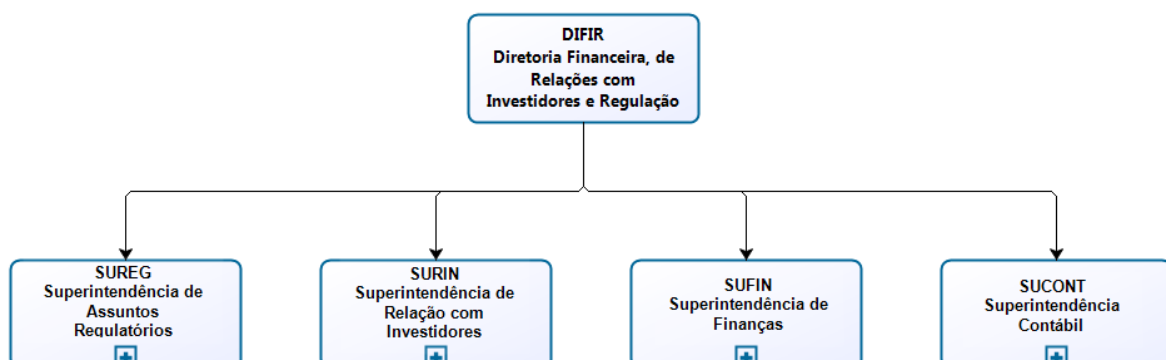 DIFIR
Diretoria Financeira, de
Relações com
Investidores e Regulação
SUREG
Superintendência de
Assuntos
Regulatórios
SURIN
Superintendência de
Relação com
Investidores
SUFIN
Superintendência de
Finanças
SUCONT
Superintendência
Contábil